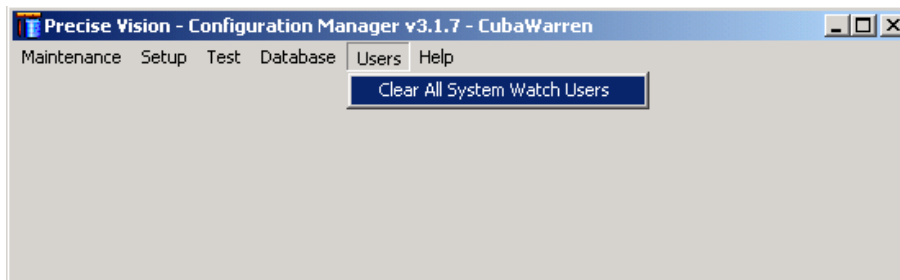 Precise Vision - Configuration Manager v3.1.7 - CubaWarren
Maintenance Setup Test Database Users Help
Clear All System Watch Users